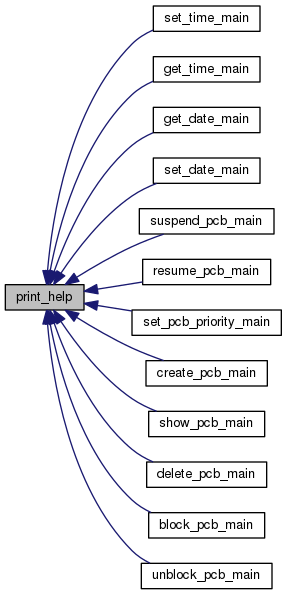 set_time_main
get_time_main
get_date_main
set_date_main
suspend_pcb_main
resume_pcb_main
print_help
set_pcb_priority_main
create_pcb_main
show_pcb_main
delete_pcb_main
block_pcb_main
unblock_pcb_main